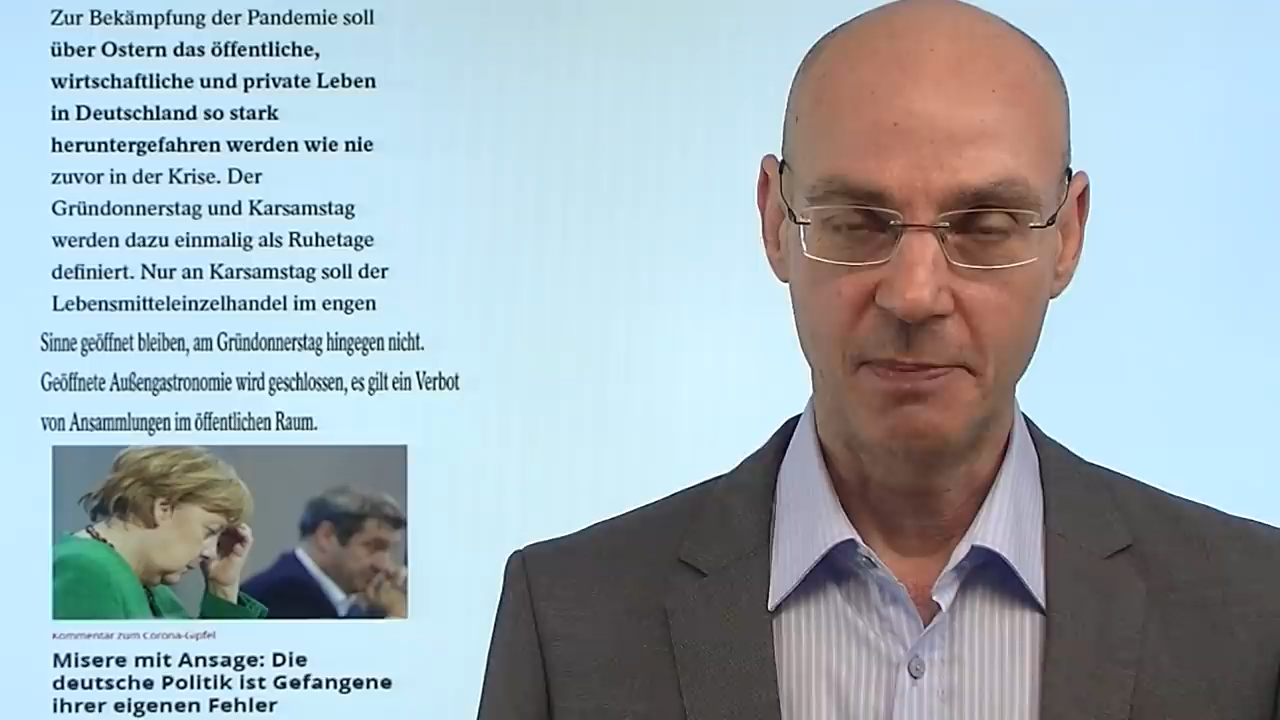 Zur Bekämpfung der Pandemie soll
über Ostern das öffentliche,
wirtschaftliche und private Leben
in Deutschland so stark
heruntergefahren werden wie nie
zuvor in der Krise. Der
Gründonnerstag und Karsamstag
werden dazu einmalig als Ruhetage
definiert. Nur an Karsamstag soll der
Lebensmitteleinzelhandel im engen
Sinne geöffnet bleiben, am Gründonnerstag hingegen nicht.
Geöffnete Außengastronomie wird geschlossen, es gilt ein Verbot
von Ansammlungen im öffentlichen Raum.
Kommentar zum Corona-Gipfel
Misere mit Ansage: Die
deutsche Politik ist Gefangene
ihrer eigenen Fehler